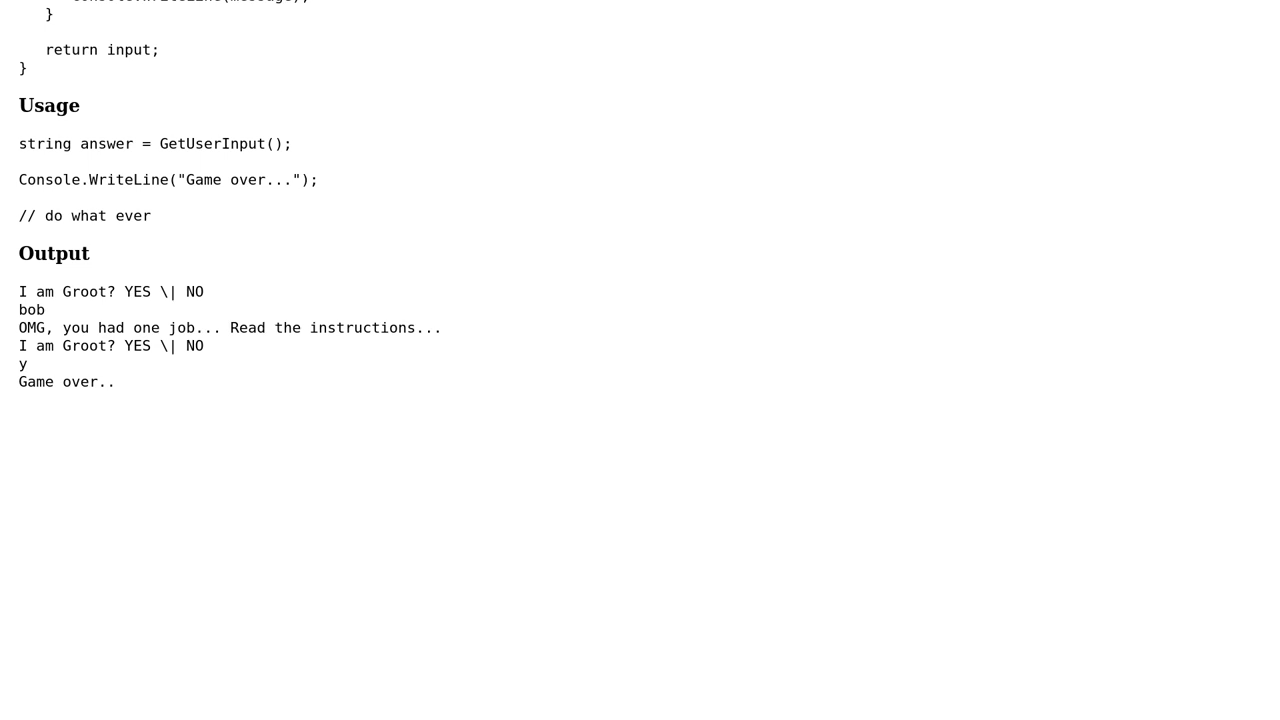 }
return input;
}
Usage
string answer = GetUserInput();
Console.WriteLine("Game over...");
// do what ever
Output
I am Groot? YES \| NO
bob
OMG, you had one job... Read the instructions...
I am Groot? YES \| NO
y
Game over..